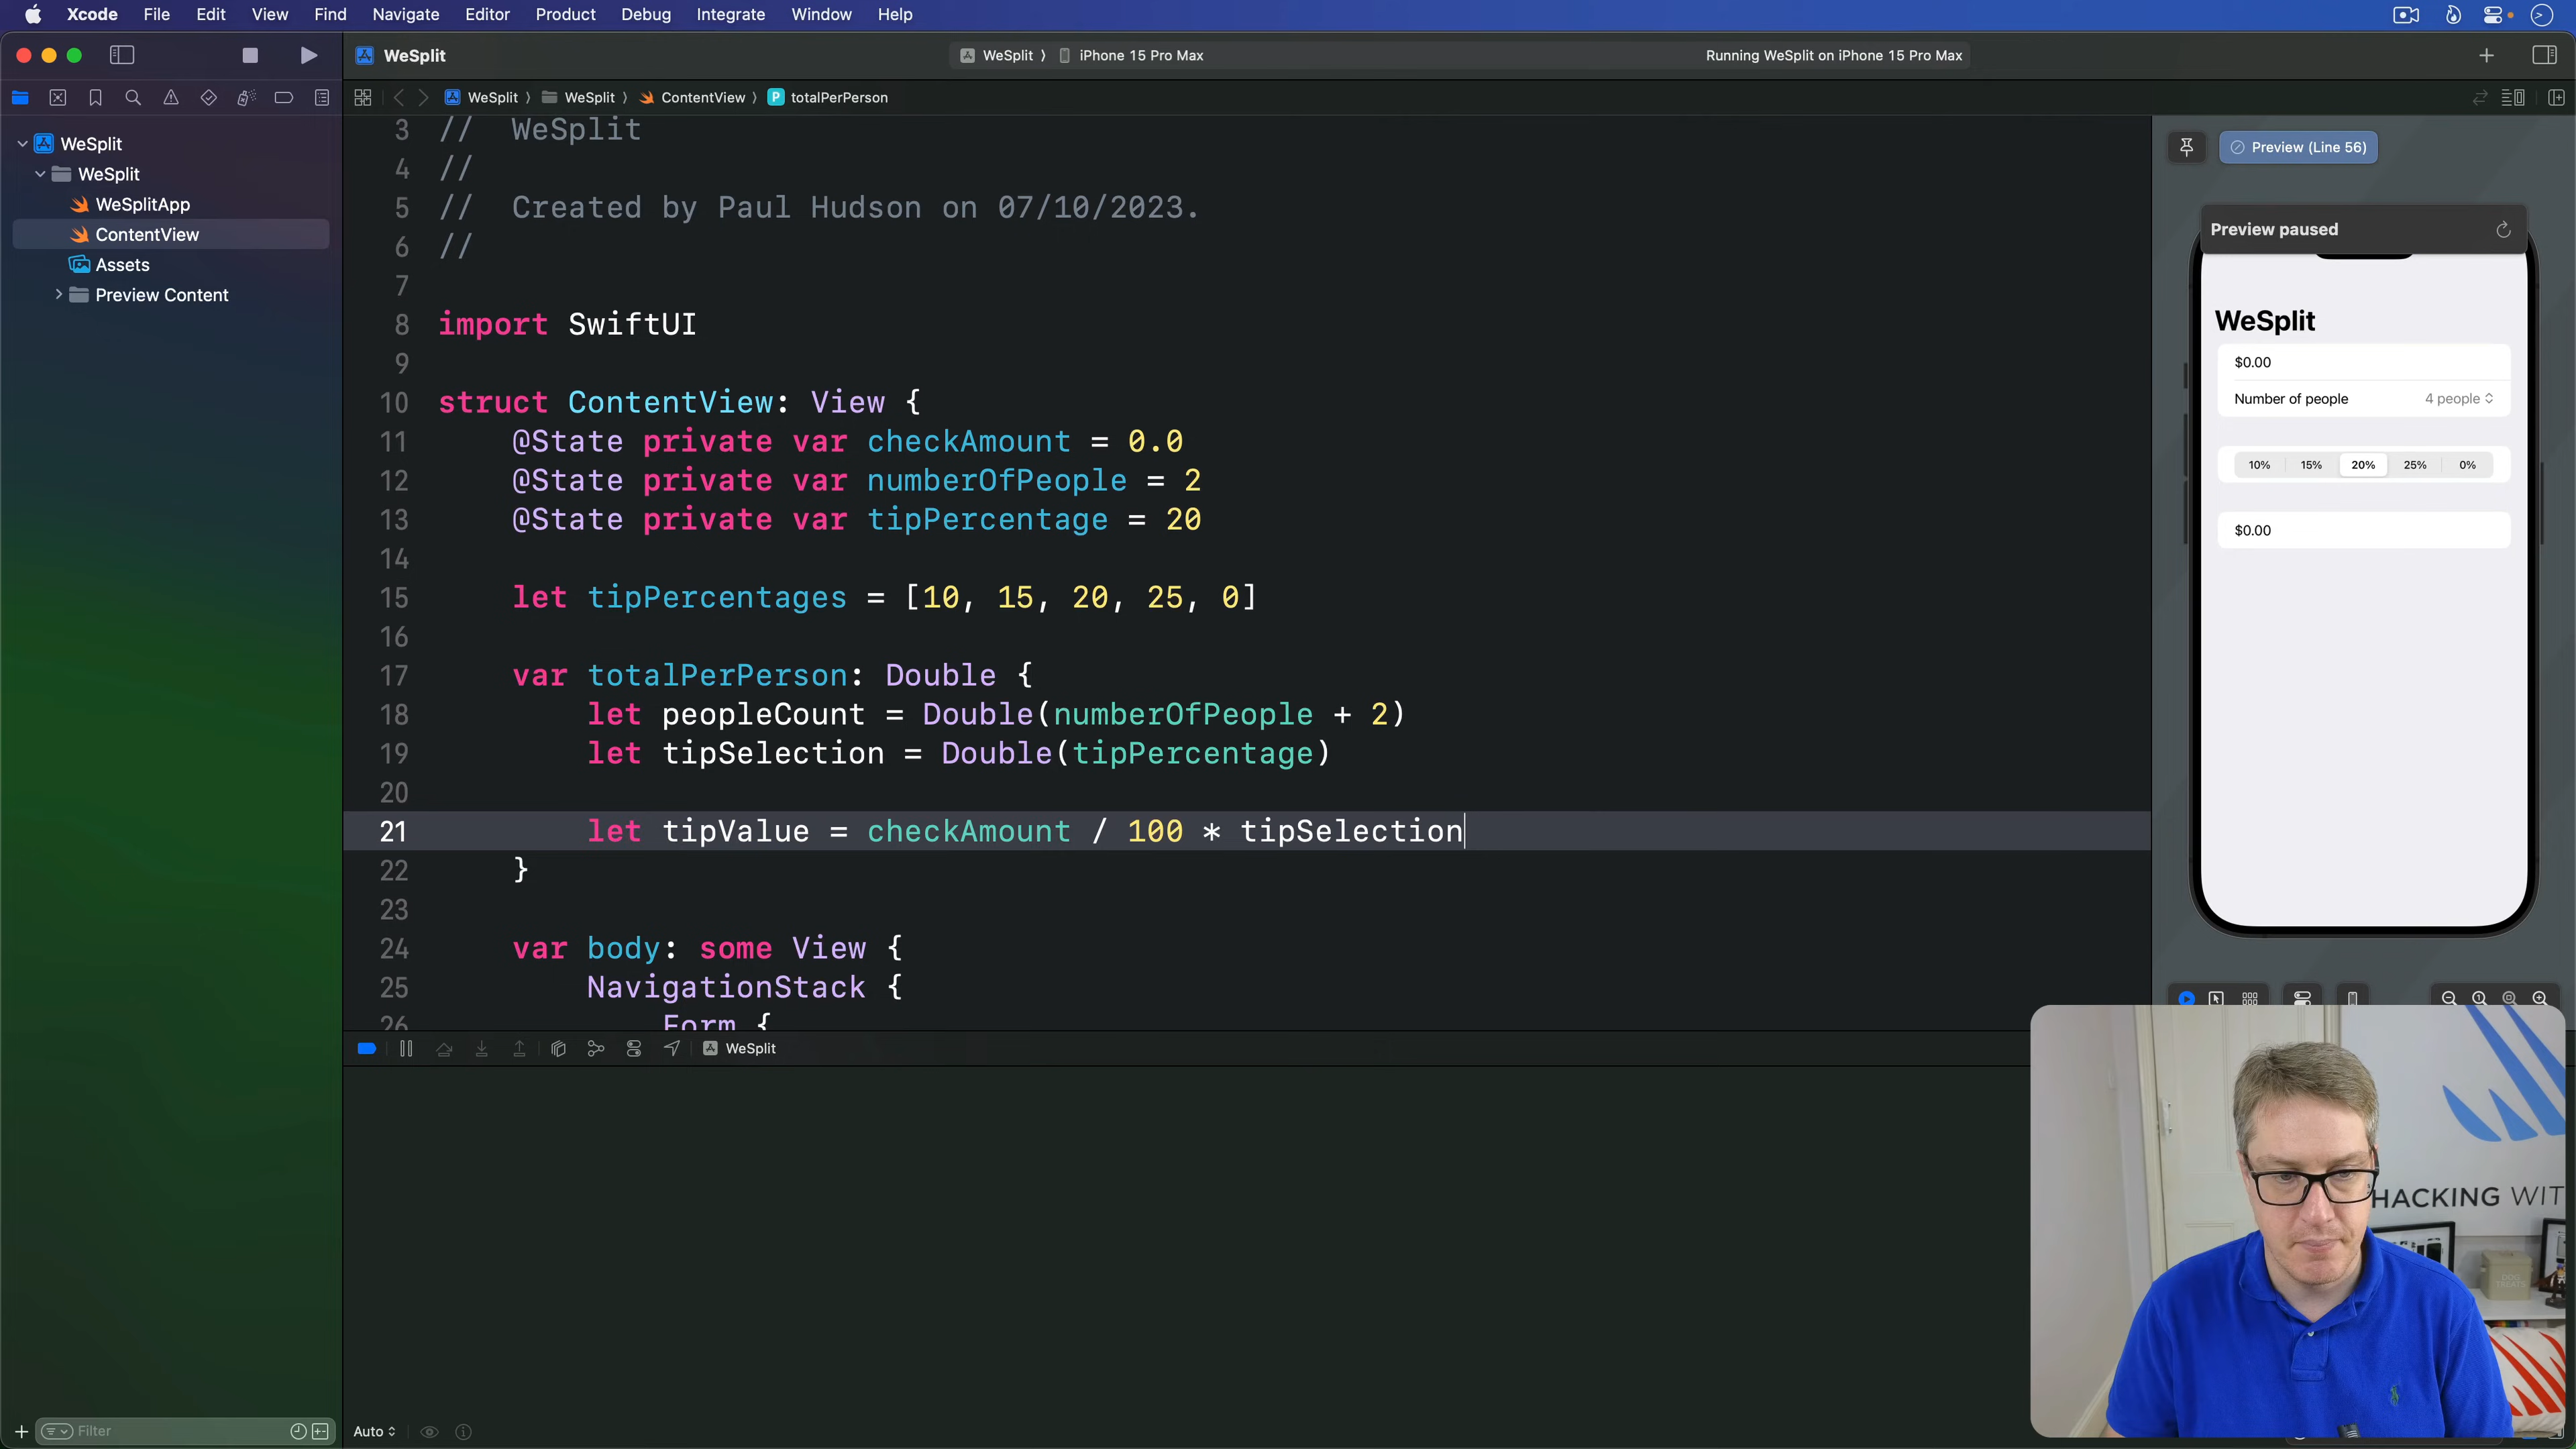 Xcode File Edit View Find Navigate Editor Product Debug Integrate Window Help
WeSplit
WeSplit ⟩ iPhone 15 Pro Max
Running WeSplit on iPhone 15 Pro Max
WeSplit ⟩ WeSplit ⟩ ContentView ⟩ P totalPerPerson
WeSplit
WeSplit
WeSplitApp
ContentView
Assets
Preview Content
3 //  WeSplit
4 //
5 //  Created by Paul Hudson on 07/10/2023.
6 //
7
8 import SwiftUI
9
10 struct ContentView: View {
11 @State private var checkAmount = 0.0
12 @State private var numberOfPeople = 2
13 @State private var tipPercentage = 20
14
15 let tipPercentages = [10, 15, 20, 25, 0]
16
17 var totalPerPerson: Double {
18 let peopleCount = Double(numberOfPeople + 2)
19 let tipSelection = Double(tipPercentage)
20
21 let tipValue = checkAmount / 100 * tipSelection
22 }
23
24 var body: some View {
25 NavigationStack {
26 Form {
Preview (Line 56)
Preview paused
WeSplit
$0.00
Number of people 4 people
10% 15% 20% 25% 0%
$0.00
WeSplit
HACKING WIT
Filter
Auto